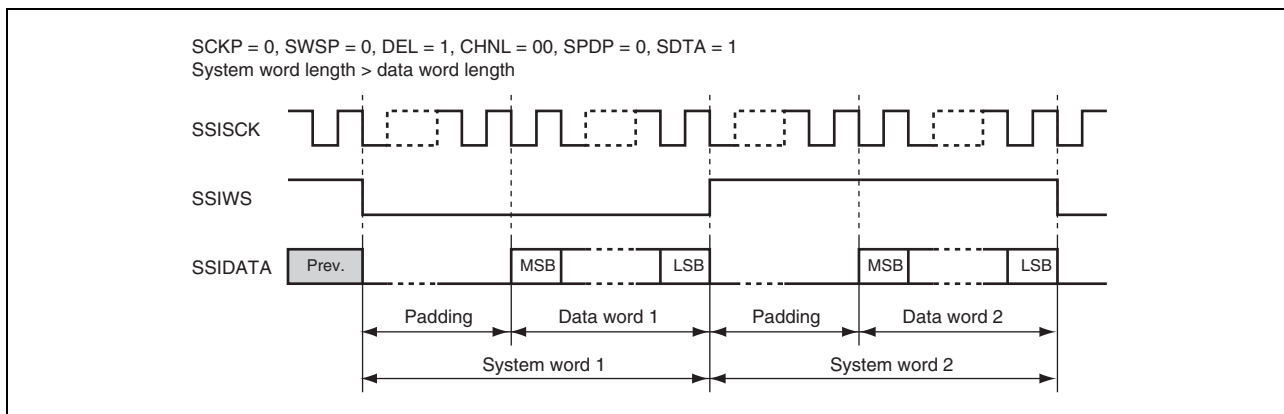 SCKP = 0, SWSP = 0, DEL = 1, CHNL = 00, SPDP = 0, SDTA = 1
System word length > data word length
SSISCK
SSIWS
SSIDATA Prev. MSB LSB MSB LSB
Padding Data word 1 Padding Data word 2
System word 1 System word 2